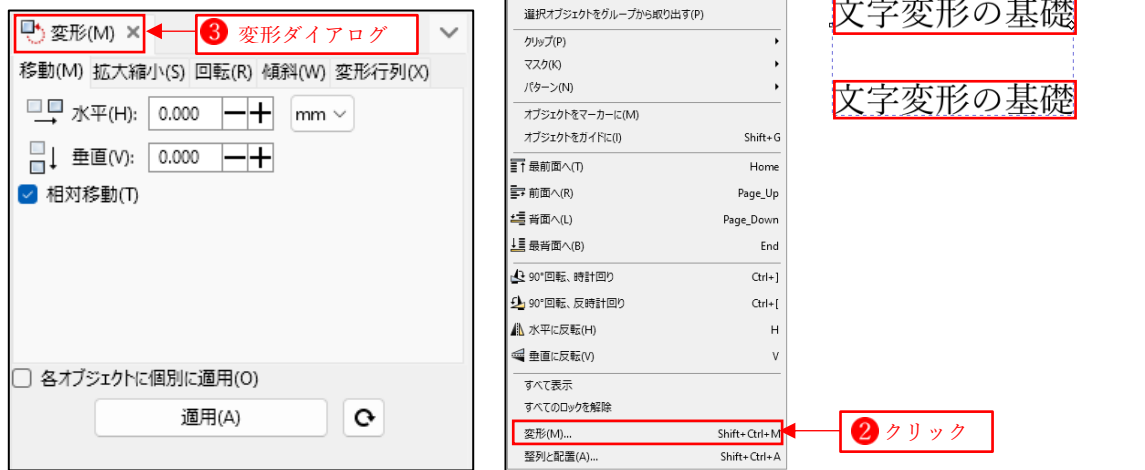 変形(M) ×
❸ 変形ダイアログ
移動(M) 拡大縮小(S) 回転(R) 傾斜(W) 変形行列(X)
水平(H): 0.000 mm
垂直(V): 0.000
相対移動(T)
各オブジェクトに個別に適用(O)
適用(A)
選択オブジェクトをグループから取り出す(P)
クリップ(P)
マスク(K)
パターン(N)
オブジェクトをマーカーに(M)
オブジェクトをガイドに(I) Shift+G
最前面へ(T) Home
前面へ(R) Page_Up
背面へ(L) Page_Down
最背面へ(B) End
90°回転、時計回り Ctrl+]
90°回転、反時計回り Ctrl+[
水平に反転(H) H
垂直に反転(V) V
すべて表示
すべてのロックを解除
変形(M)... Shift+Ctrl+M
整列と配置(A)... Shift+Ctrl+A
文字変形の基礎
文字変形の基礎
❷ クリック